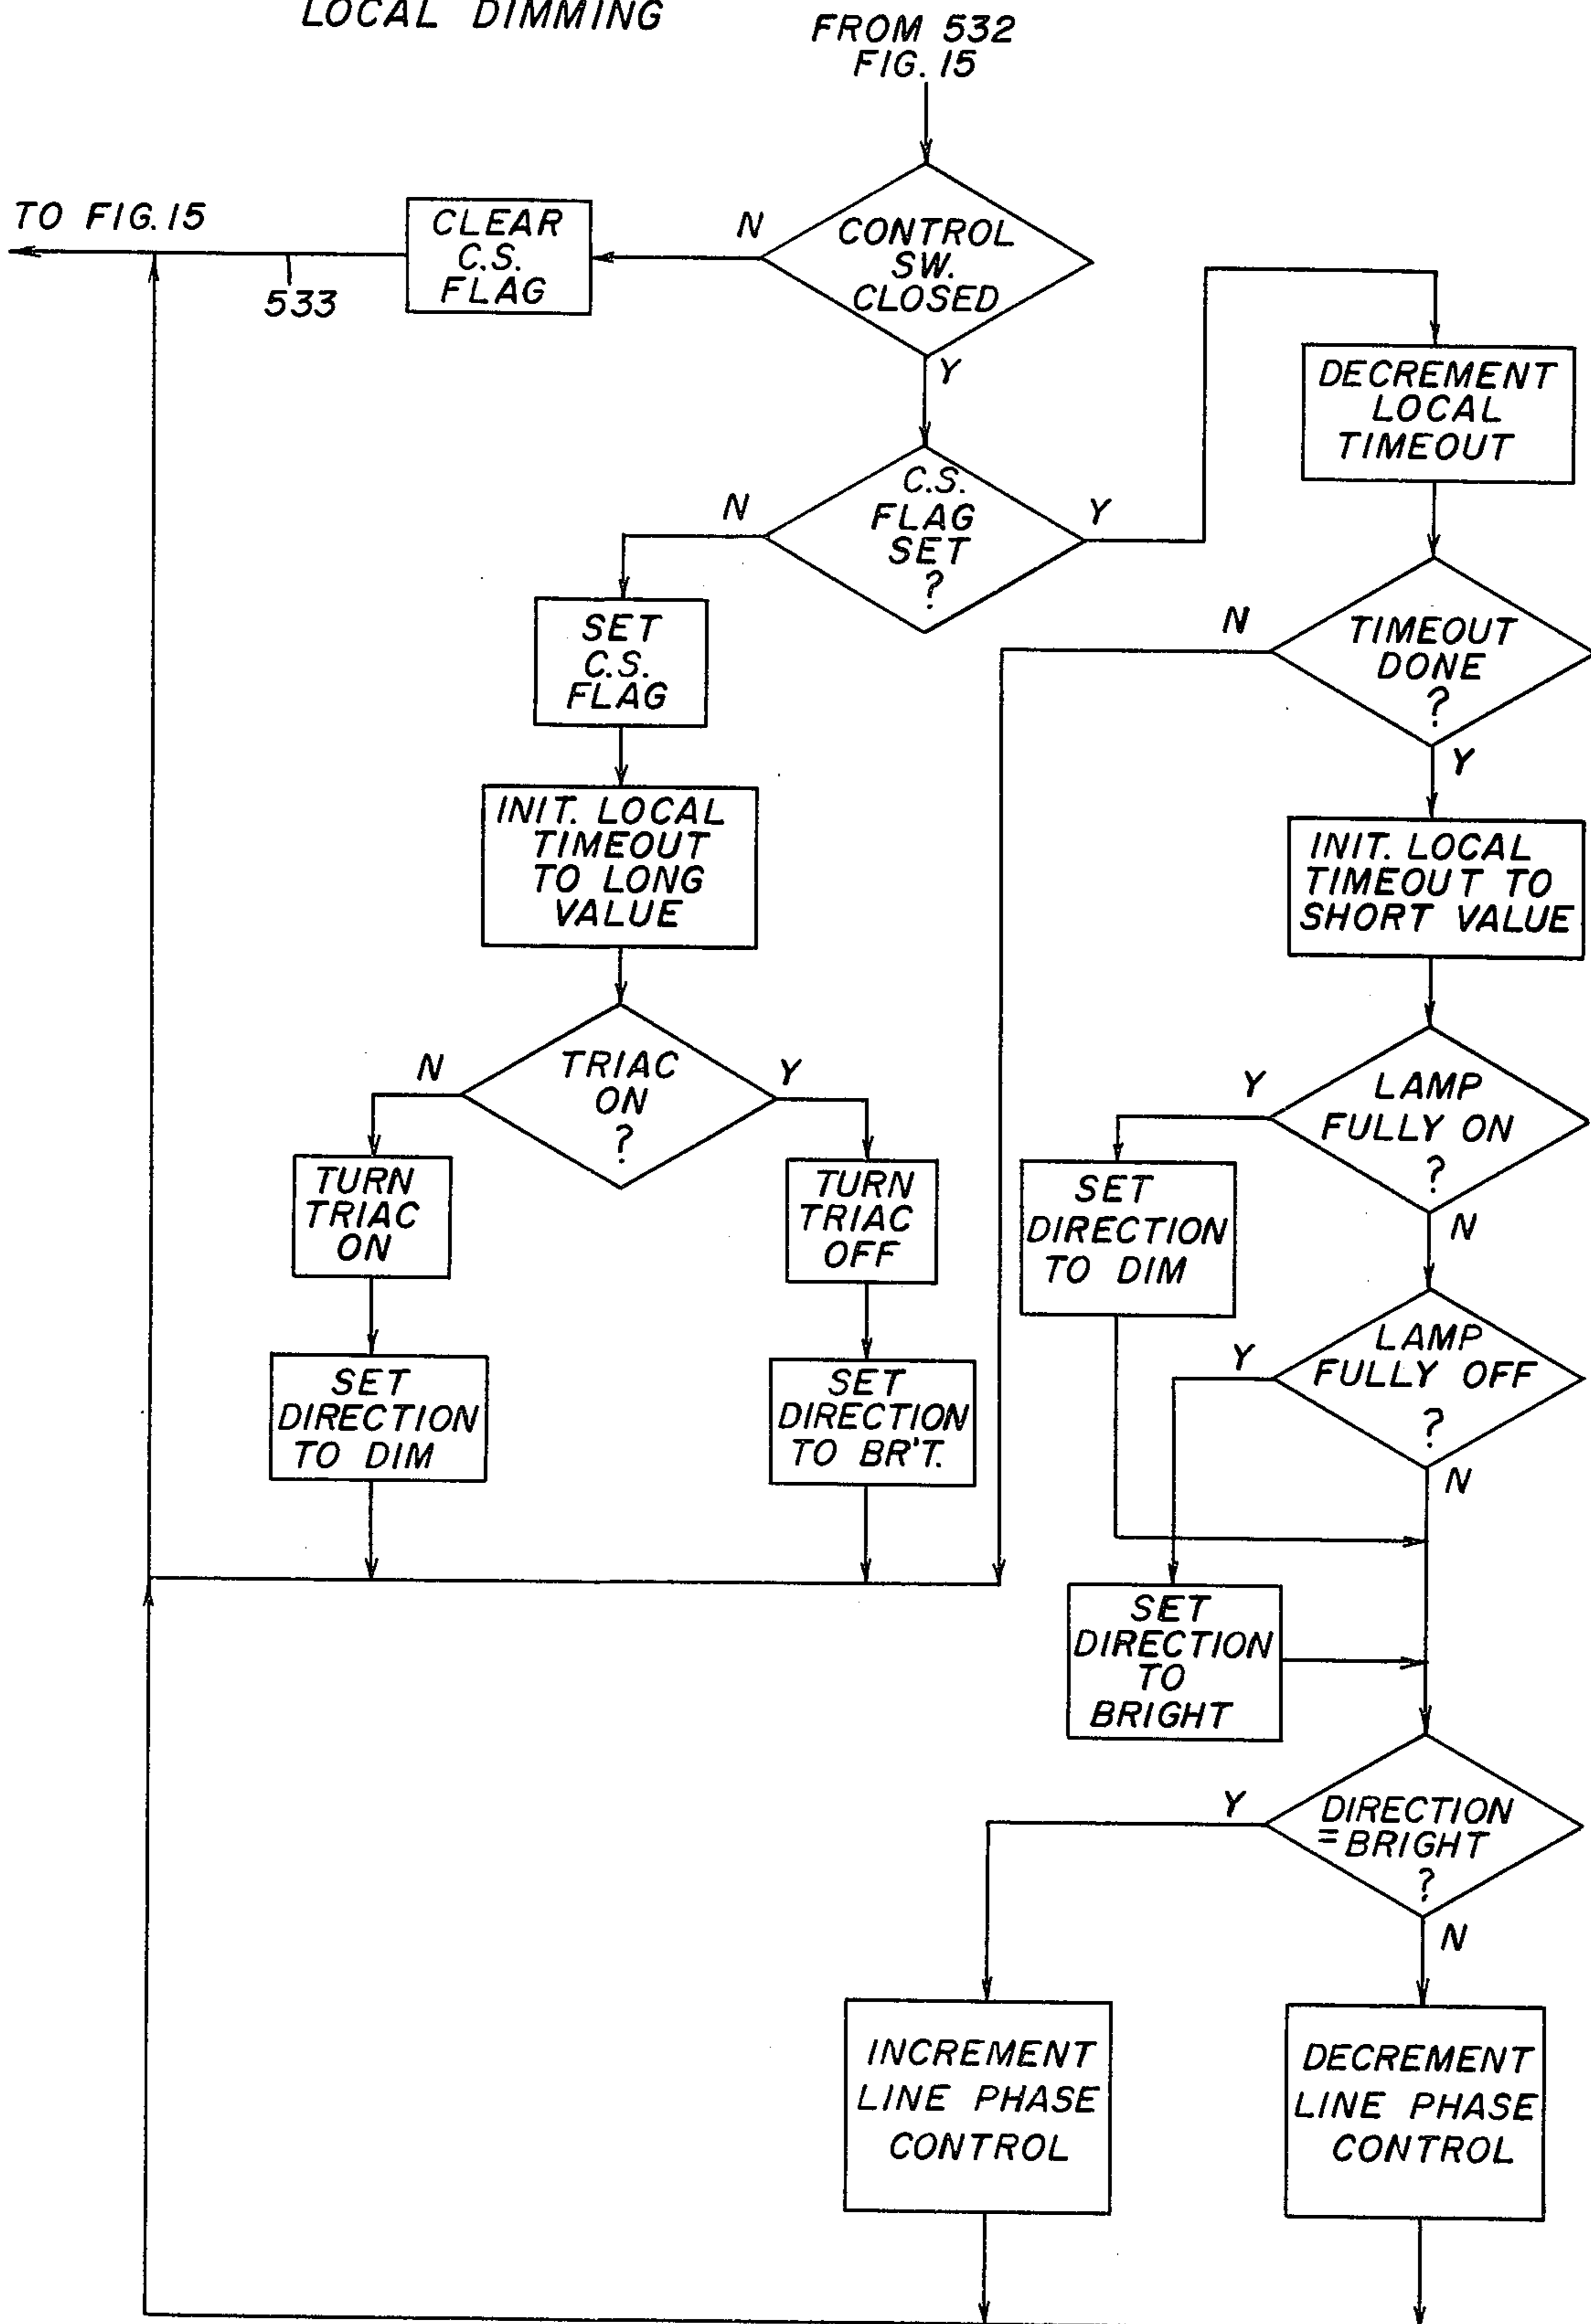 LOCAL DIMMING
FROM 532
FIG. 15
TO FIG. 15
533
CLEAR
C.S.
FLAG
N
CONTROL
SW.
CLOSED
Y
C.S.
FLAG
SET
?
N
Y
DECREMENT
LOCAL
TIMEOUT
TIMEOUT
DONE
?
N
Y
SET
C.S.
FLAG
INIT. LOCAL
TIMEOUT
TO LONG
VALUE
INIT. LOCAL
TIMEOUT TO
SHORT VALUE
TRIAC
ON
?
N
Y
TURN
TRIAC
ON
TURN
TRIAC
OFF
SET
DIRECTION
TO DIM
SET
DIRECTION
TO BR'T.
LAMP
FULLY ON
?
Y
N
SET
DIRECTION
TO DIM
LAMP
FULLY OFF
?
Y
N
SET
DIRECTION
TO
BRIGHT
DIRECTION
=BRIGHT
?
Y
N
INCREMENT
LINE PHASE
CONTROL
DECREMENT
LINE PHASE
CONTROL